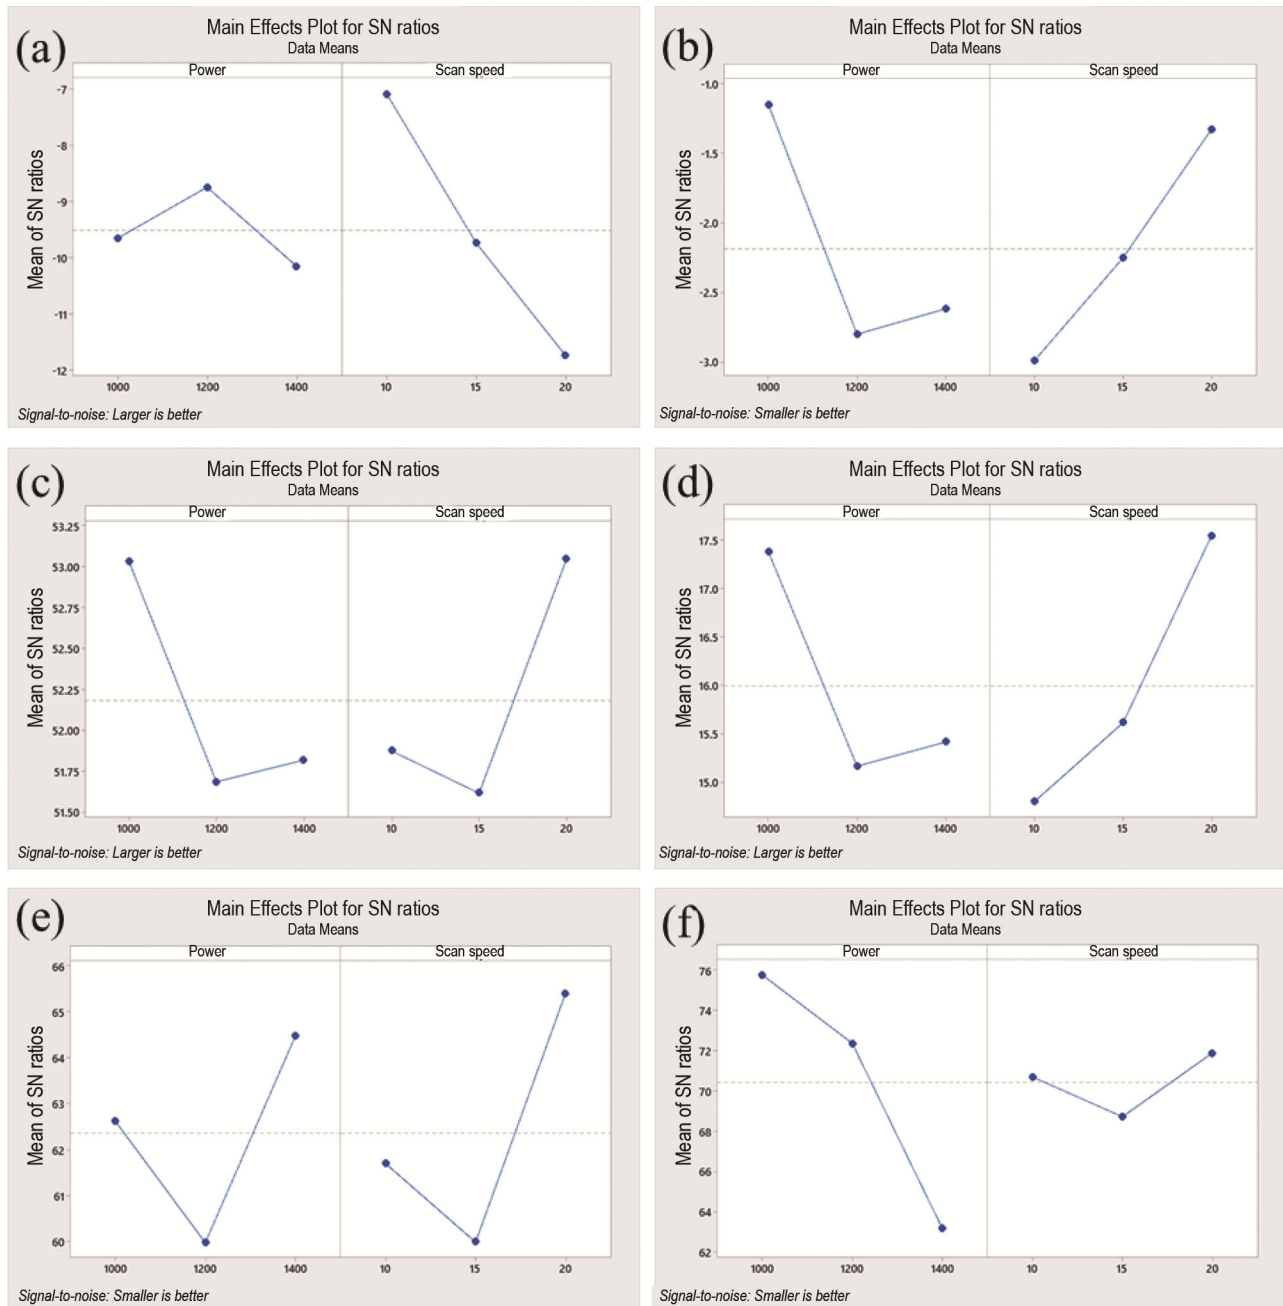 (a)
Main Effects Plot for SN ratios
Data Means
Power Scan speed
Mean of SN ratios
-7
-8
-9
-10
-11
-12
1000 1200 1400 10 15 20
Signal-to-noise: Larger is better
(b)
Main Effects Plot for SN ratios
Data Means
Power Scan speed
Mean of SN ratios
-1.0
-1.5
-2.0
-2.5
-3.0
1000 1200 1400 10 15 20
Signal-to-noise: Smaller is better
(c)
Main Effects Plot for SN ratios
Data Means
Power Scan speed
Mean of SN ratios
53.25
53.00
52.75
52.50
52.25
52.00
51.75
51.50
1000 1200 1400 10 15 20
Signal-to-noise: Larger is better
(d)
Main Effects Plot for SN ratios
Data Means
Power Scan speed
Mean of SN ratios
17.5
17.0
16.5
16.0
15.5
15.0
1000 1200 1400 10 15 20
Signal-to-noise: Larger is better
(e)
Main Effects Plot for SN ratios
Data Means
Power Scan speed
Mean of SN ratios
66
65
64
63
62
61
60
1000 1200 1400 10 15 20
Signal-to-noise: Smaller is better
(f)
Main Effects Plot for SN ratios
Data Means
Power Scan speed
Mean of SN ratios
76
74
72
70
68
66
64
62
1000 1200 1400 10 15 20
Signal-to-noise: Smaller is better